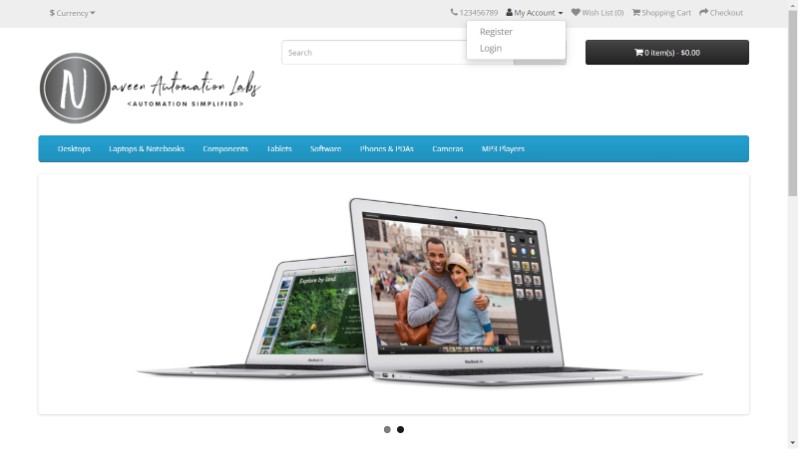 $ Currency
123456789 My Account Wish List (0) Shopping Cart Checkout
Register
Login
Search
0 item(s) - $0.00
N
aveen Automation Labs
<AUTOMATION SIMPLIFIED>
Desktops Laptops & Notebooks Components Tablets Software Phones & PDAs Cameras MP3 Players
Explore by land.
MacBook Air
MacBook Air